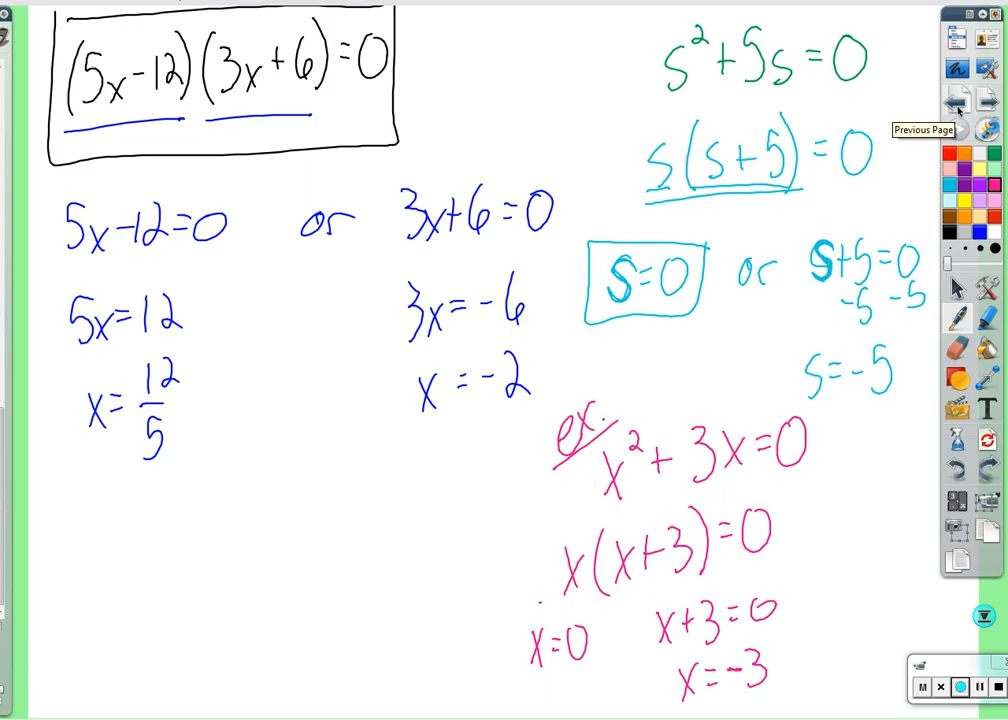 (5x-12)(3x+6)=0
5x-12=0 or 3x+6=0
5x=12 3x=-6
x=12/5 x=-2
s²+5s=0
s(s+5)=0
s=0 or s+5=0
-5 -5
s=-5
ex.
x²+3x=0
x(x+3)=0
x=0 x+3=0
x=-3
Previous Page
T
M